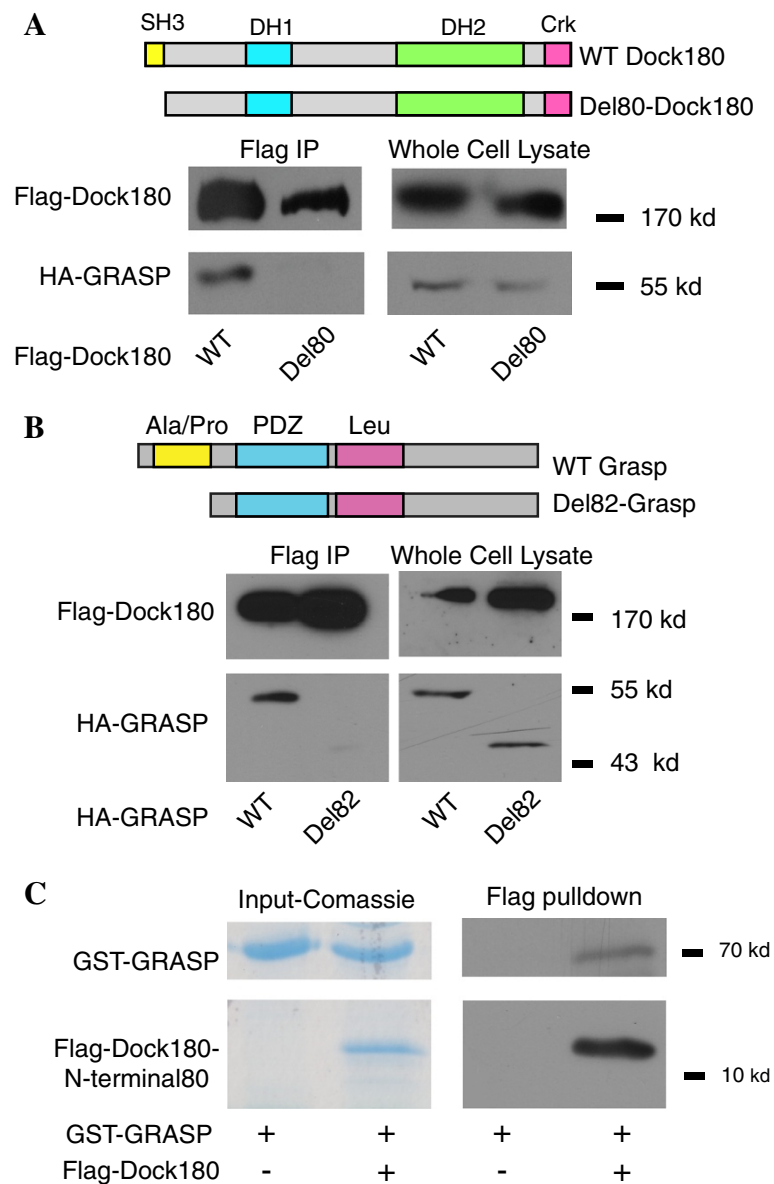 A
SH3 DH1 DH2 Crk
WT Dock180
Del80-Dock180
Flag IP Whole Cell Lysate
Flag-Dock180 170 kd
HA-GRASP 55 kd
Flag-Dock180 WT Del80 WT Del80
B
Ala/Pro PDZ Leu
WT Grasp
Del82-Grasp
Flag IP Whole Cell Lysate
Flag-Dock180 170 kd
55 kd
HA-GRASP
43 kd
HA-GRASP WT Del82 WT Del82
C
Input-Comassie Flag pulldown
GST-GRASP 70 kd
Flag-Dock180-
N-terminal80 10 kd
GST-GRASP + + + +
Flag-Dock180 - + - +